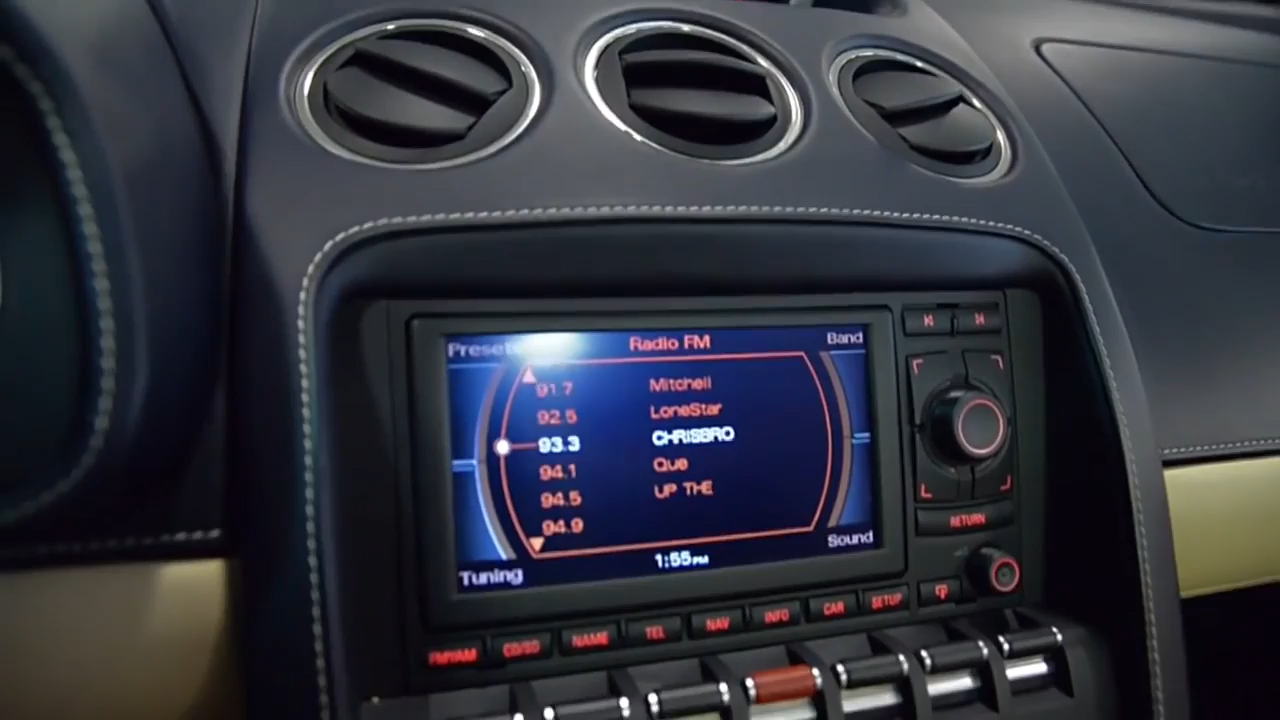 Presets Radio FM Band
91.7 Mitchell
92.5 LoneStar
93.3 CHRISBRO
94.1 Que
94.5 UP THE
94.9
Sound
1:55PM
Tuning
RETURN
FM/AM CD/SD NAME TEL NAV INFO CAR SETUP